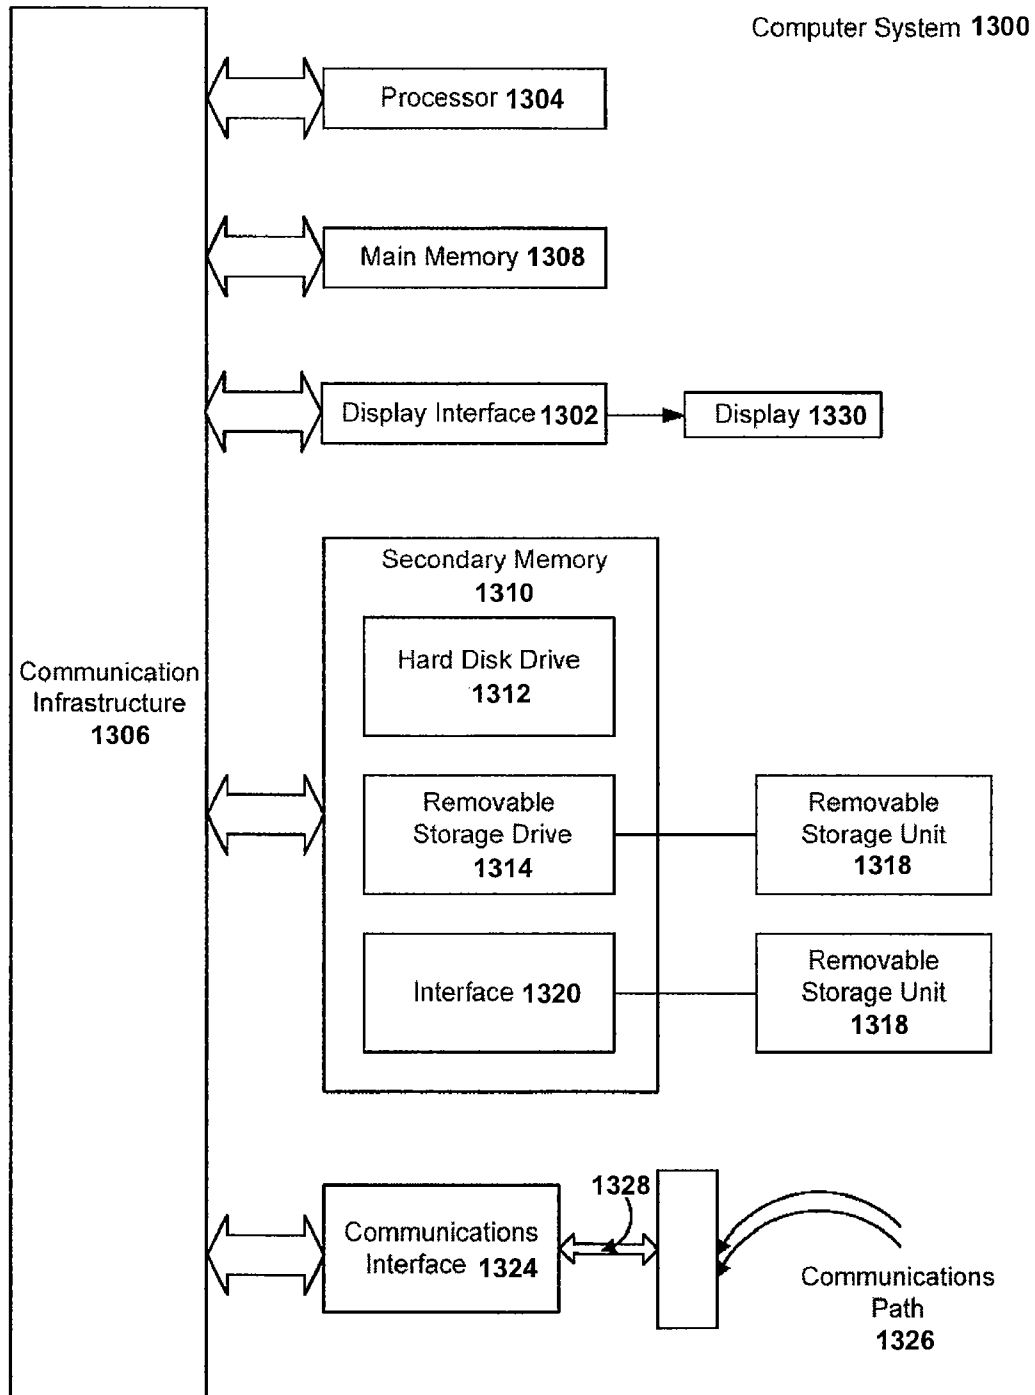 Computer System 1300
Processor 1304
Main Memory 1308
Display Interface 1302
Display 1330
Secondary Memory
1310
Hard Disk Drive
1312
Communication
Infrastructure
1306
Removable
Storage Drive
1314
Removable
Storage Unit
1318
Interface 1320
Removable
Storage Unit
1318
1328
Communications
Interface 1324
Communications
Path
1326